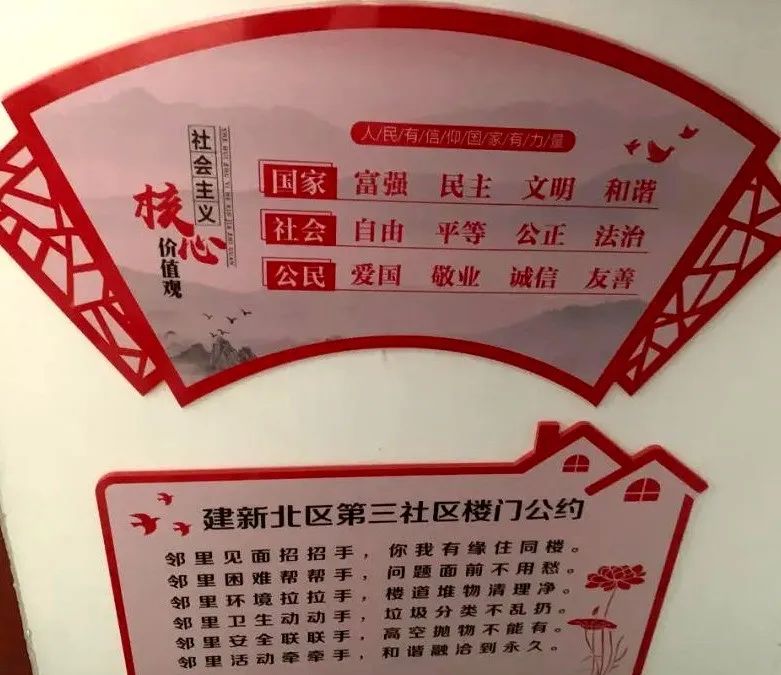 人/民/有/信/仰/国/家/有/力/量
社会主义
核心
价值观
国家 富强 民主 文明 和谐
社会 自由 平等 公正 法治
公民 爱国 敬业 诚信 友善
建新北区第三社区楼门公约
邻里见面招招手，你我有缘住同楼。
邻里困难帮帮手，问题面前不用愁。
邻里环境拉拉手，楼道堆物清理净。
邻里卫生动动手，垃圾分类不乱扔。
邻里安全联联手，高空抛物不能有。
邻里活动牵牵手，和谐融洽到永久。